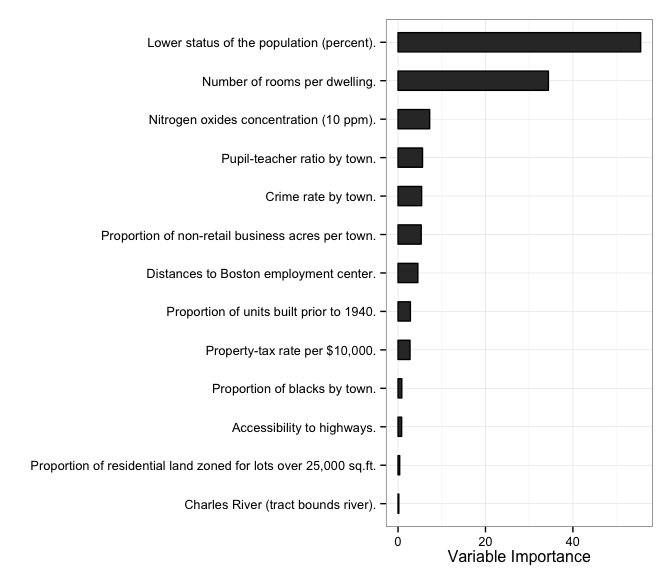 Lower status of the population (percent).
Number of rooms per dwelling.
Nitrogen oxides concentration (10 ppm).
Pupil-teacher ratio by town.
Crime rate by town.
Proportion of non-retail business acres per town.
Distances to Boston employment center.
Proportion of units built prior to 1940.
Property-tax rate per $10,000.
Proportion of blacks by town.
Accessibility to highways.
Proportion of residential land zoned for lots over 25,000 sq.ft.
Charles River (tract bounds river).
0 20 40
Variable Importance